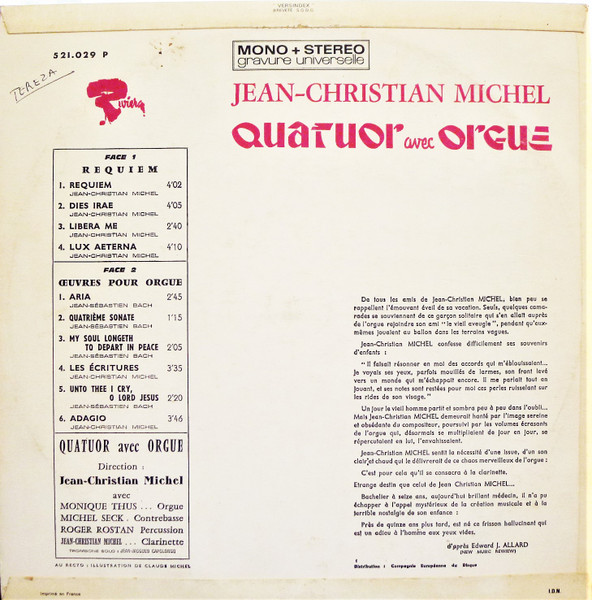 VERSINDEX
521.029 P
TEREZA
Riviera
MONO + STEREO
gravure universelle
JEAN-CHRISTIAN MICHEL
QUATUOR avec ORGUE
FACE 1
REQUIEM
1. REQUIEM 4'02
JEAN-CHRISTIAN MICHEL
2. DIES IRAE 4'05
JEAN-CHRISTIAN MICHEL
3. LIBERA ME 2'40
JEAN-CHRISTIAN MICHEL
4. LUX AETERNA 4'10
JEAN-CHRISTIAN MICHEL
FACE 2
ŒUVRES POUR ORGUE
1. ARIA 2'45
JEAN-SÉBASTIEN BACH
2. QUATRIÈME SONATE 1'15
JEAN-SÉBASTIEN BACH
3. MY SOUL LONGETH
TO DEPART IN PEACE 2'05
JEAN-SÉBASTIEN BACH
4. LES ÉCRITURES 3'35
JEAN-CHRISTIAN MICHEL
5. UNTO THEE I CRY,
O LORD JESUS 2'20
JEAN-SÉBASTIEN BACH
6. ADAGIO 3'46
JEAN-CHRISTIAN MICHEL
QUATUOR avec ORGUE
Direction :
Jean-Christian Michel
avec
MONIQUE THUS ... Orgue
MICHEL SECK . Contrebasse
ROGER ROSTAN Percussion
JEAN-CHRISTIAN MICHEL ... Clarinette
TROMBONE SOLO : JEAN-JACQUES CAPOLONGO
AU RECTO : ILLUSTRATION DE CLAUDE MICHEL
De tous les amis de Jean-Christian MICHEL, bien peu se
rappellent l'émouvant éveil de sa vocation. Seuls, quelques cama-
rades se souviennent de ce garçon solitaire qui s'en allait auprès
de l'orgue rejoindre son ami "le vieil aveugle", pendant qu'eux-
mêmes jouaient au ballon dans les terrains vagues.
Jean-Christian MICHEL confesse difficilement ses souvenirs
d'enfants :
" Il faisait résonner en moi des accords qui m'éblouissaient...
Je voyais ses yeux, parfois mouillés de larmes, son front levé
vers un monde qui m'échappait encore. Il me parlait tout en
jouant, et ses notes sont restées pour moi ces perles ruisselant sur
les rides de son visage."
Un jour le vieil homme partit et sombra peu à peu dans l'oubli...
Mais Jean-Christian MICHEL demeurait hanté par l'image sereine
et obsédante du compositeur, poursuivi par les volumes écrasants
de l'orgue qui, désormais se multipliaient de jour en jour, se
répercutaient en lui, l'envahissaient.
Jean-Christian MICHEL sentit la nécessité d'une issue, d'un son
clair et chaud qui le délivrerait de ce chaos merveilleux de l'orgue :
C'est pour cela qu'il se consacra à la clarinette.
Etrange destin que celui de Jean Christian MICHEL...
Bachelier à seize ans, aujourd'hui brillant médecin, il n'a pu
échapper à l'appel mystérieux de la création musicale et à la
terrible nostalgie de son enfance :
Près de quinze ans plus tard, est né ce frisson hallucinant qui
est un adieu à l'homme aux yeux vides.
d'après Edward J. ALLARD
(NEW MUSIC REVIEW)
Distribution : Compagnie Européenne du Disque
Imprimé en France
I.D.N.